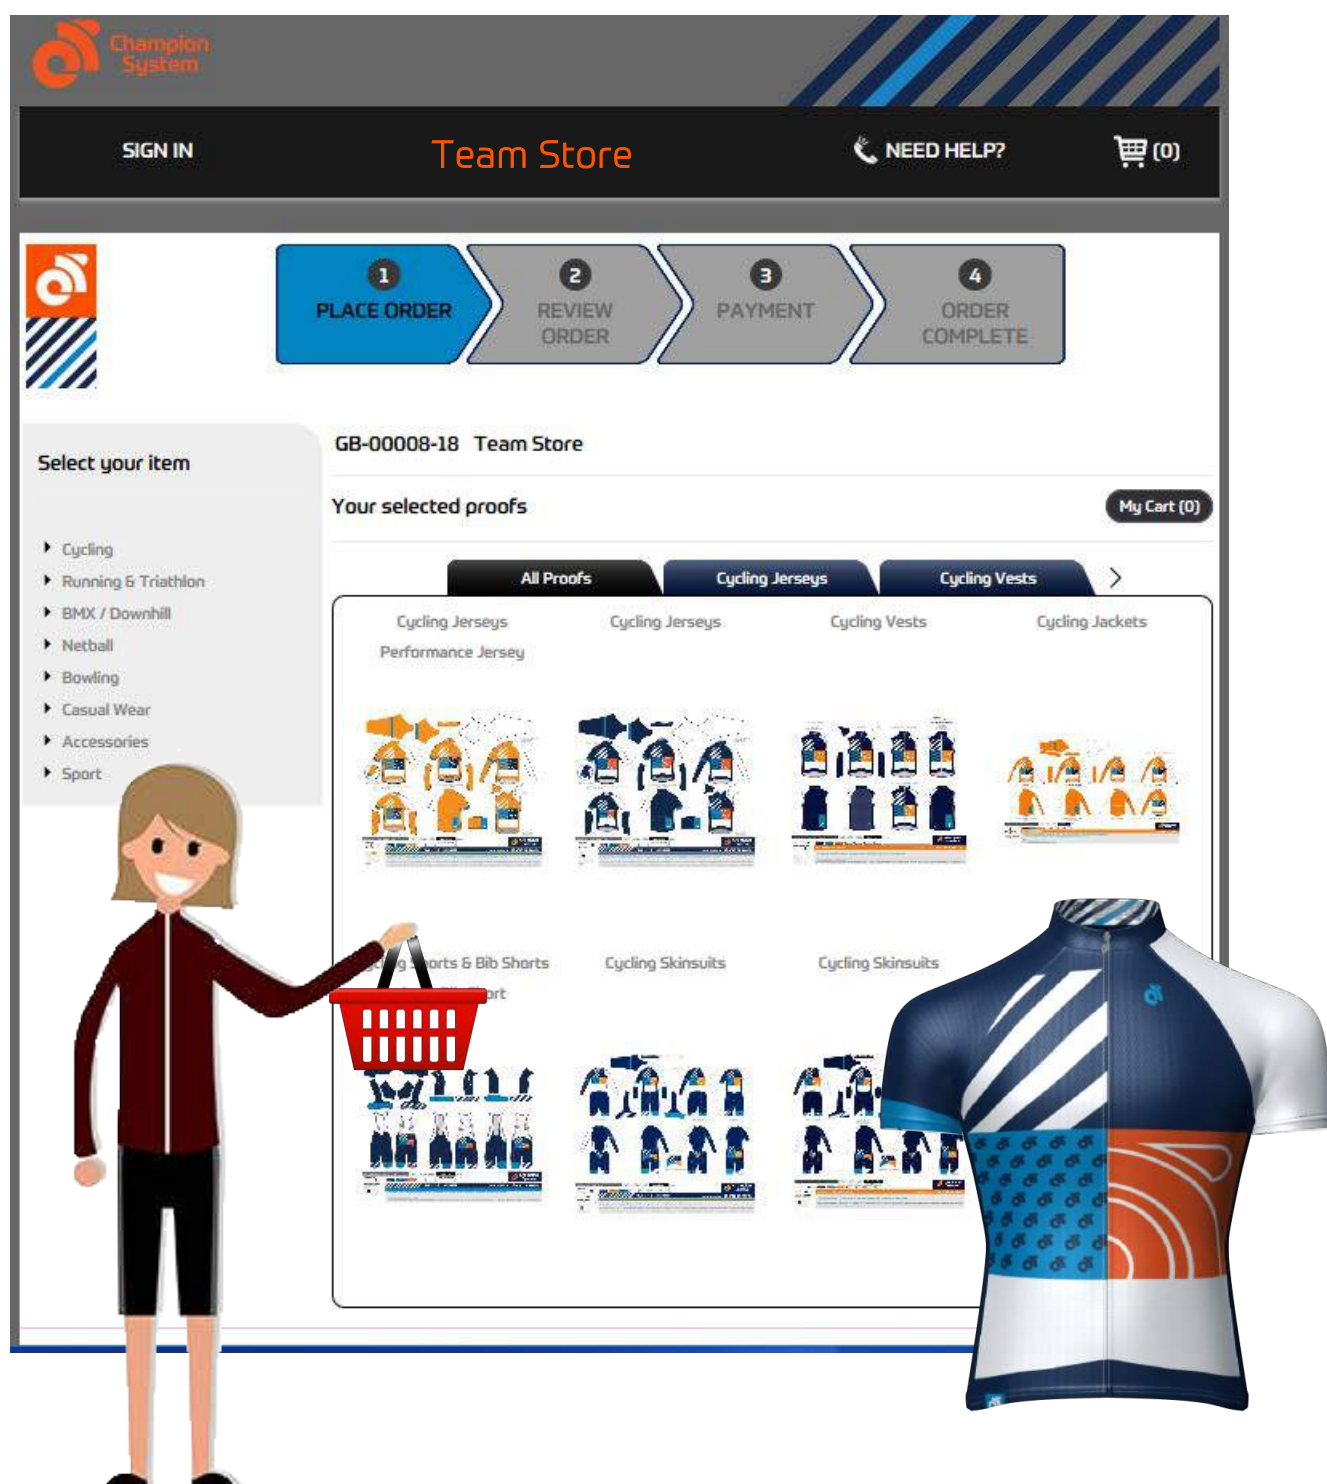 Champion
System
SIGN IN
Team Store
NEED HELP?
(0)
1
PLACE ORDER
2
REVIEW
ORDER
3
PAYMENT
4
ORDER
COMPLETE
Select your item
Cycling
Running & Triathlon
BMX / Downhill
Netball
Bowling
Casual Wear
Accessories
Sport
GB-00008-18 Team Store
Your selected proofs
My Cart (0)
All Proofs
Cycling Jerseys
Cycling Vests
Cycling Jerseys
Performance Jersey
Cycling Jerseys
Cycling Vests
Cycling Jackets
Shorts & Bib Shorts
Cycling Skinsuits
Cycling Skinsuits